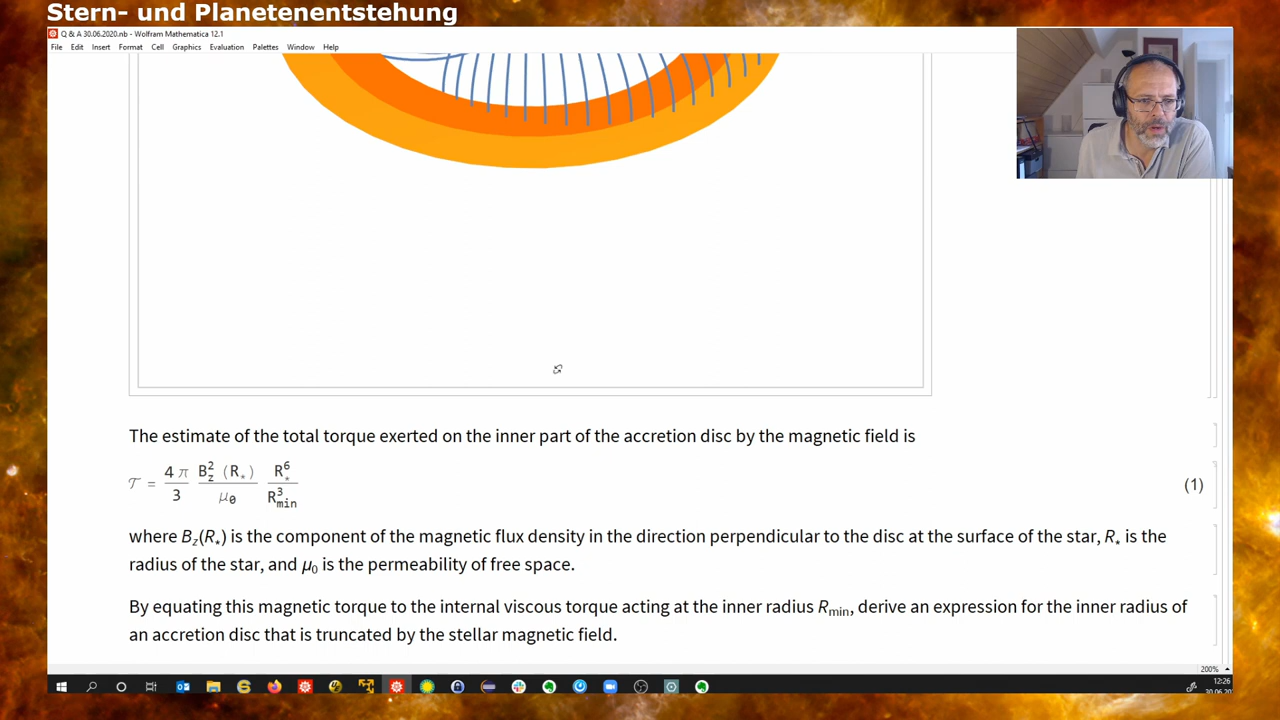 Stern- und Planetenentstehung
Q & A 30.06.2020.nb - Wolfram Mathematica 12.1
File Edit Insert Format Cell Graphics Evaluation Palettes Window Help
The estimate of the total torque exerted on the inner part of the accretion disc by the magnetic field is
𝒯 = 4 π / 3 B_z^2 (R_⋆) / μ_0 R_⋆^6 / R_min^3 (1)
where B_z(R_⋆) is the component of the magnetic flux density in the direction perpendicular to the disc at the surface of the star, R_⋆ is the
radius of the star, and μ_0 is the permeability of free space.
By equating this magnetic torque to the internal viscous torque acting at the inner radius R_min, derive an expression for the inner radius of
an accretion disc that is truncated by the stellar magnetic field.
200%
12:26
30.06.20